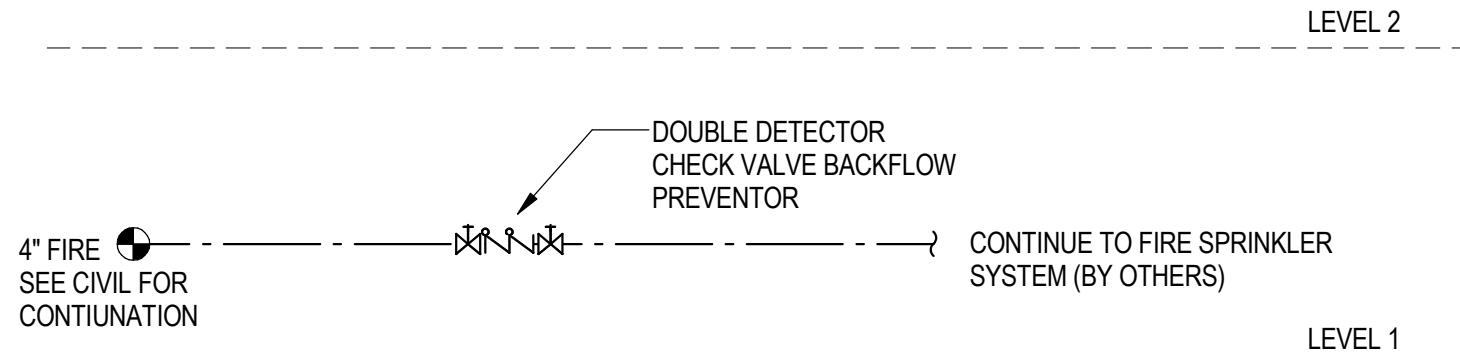 LEVEL 2
DOUBLE DETECTOR
CHECK VALVE BACKFLOW
PREVENTOR
4" FIRE
SEE CIVIL FOR
CONTIUNATION
CONTINUE TO FIRE SPRINKLER
SYSTEM (BY OTHERS)
LEVEL 1